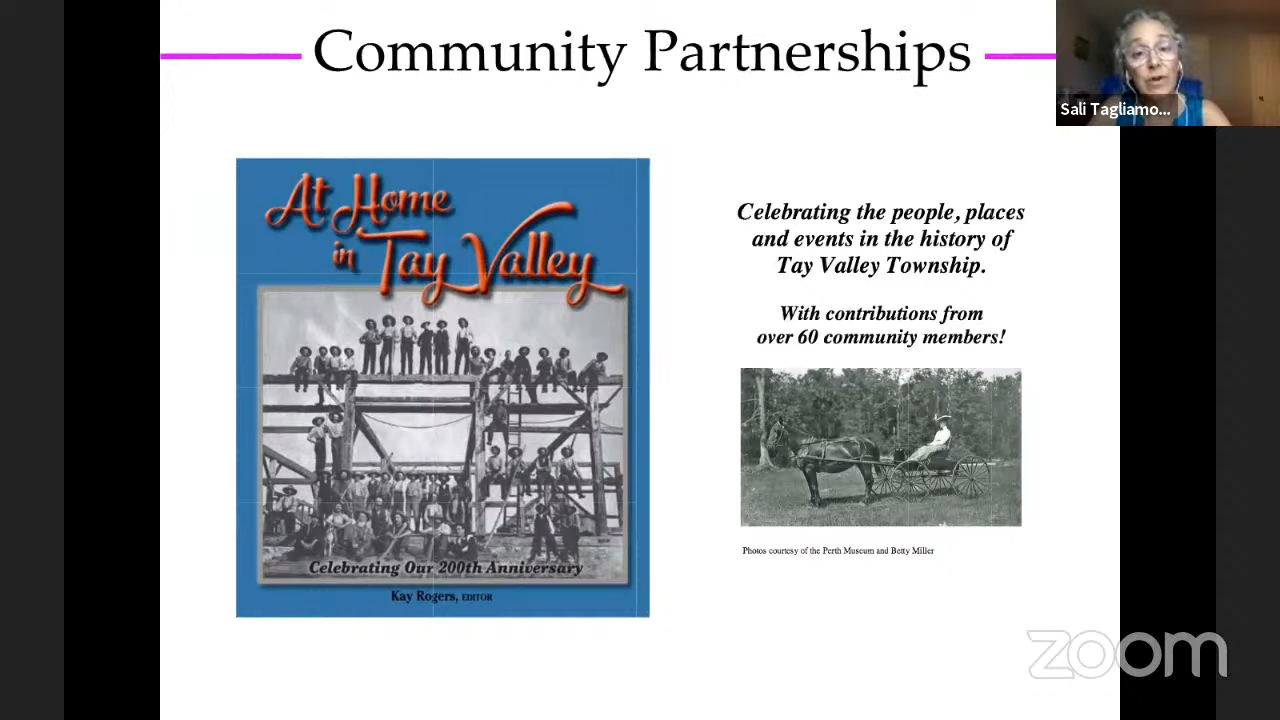 Community Partnerships
Sali Tagliamo...
At Home
in Tay Valley
Celebrating Our 200th Anniversary
Kay Rogers, EDITOR
Celebrating the people, places
and events in the history of
Tay Valley Township.
With contributions from
over 60 community members!
Photos courtesy of the Perth Museum and Betty Miller
zoom